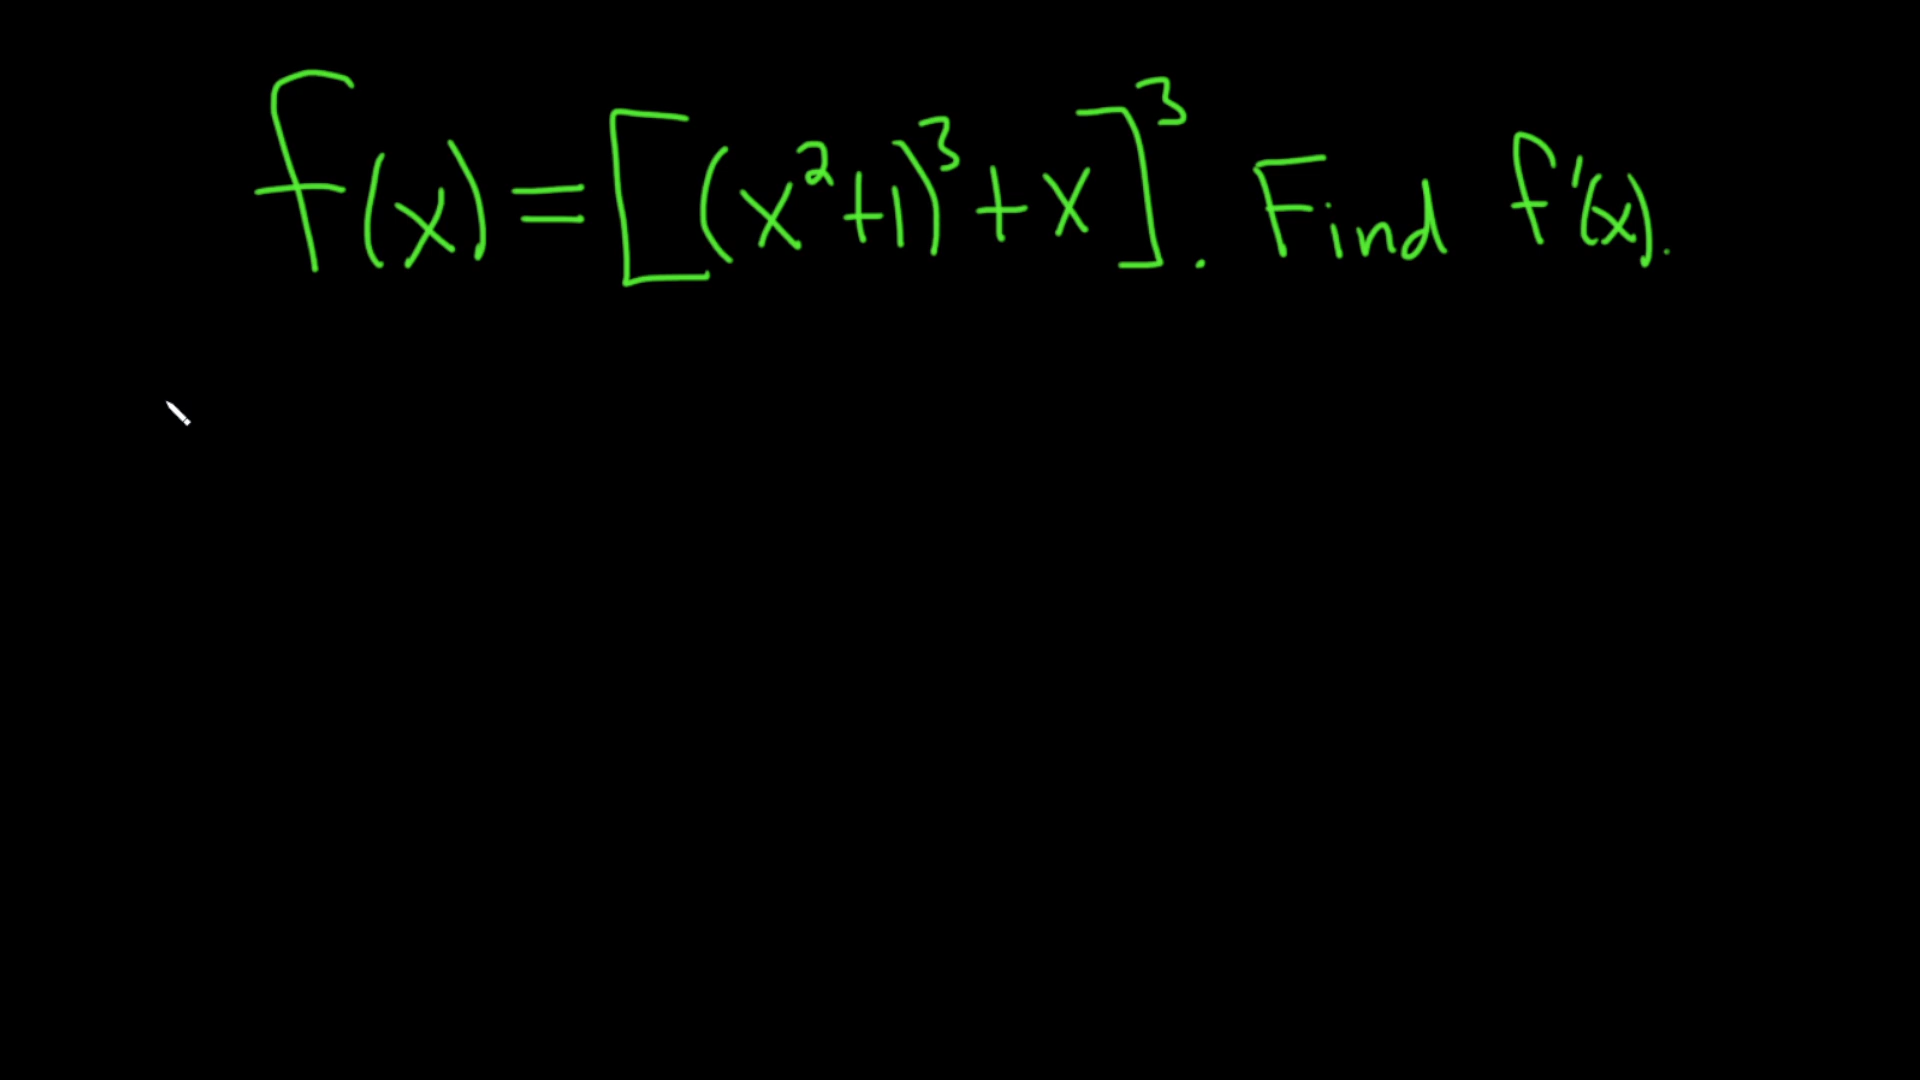 f(x) = [(x²+1)³ + x]³. Find f'(x).